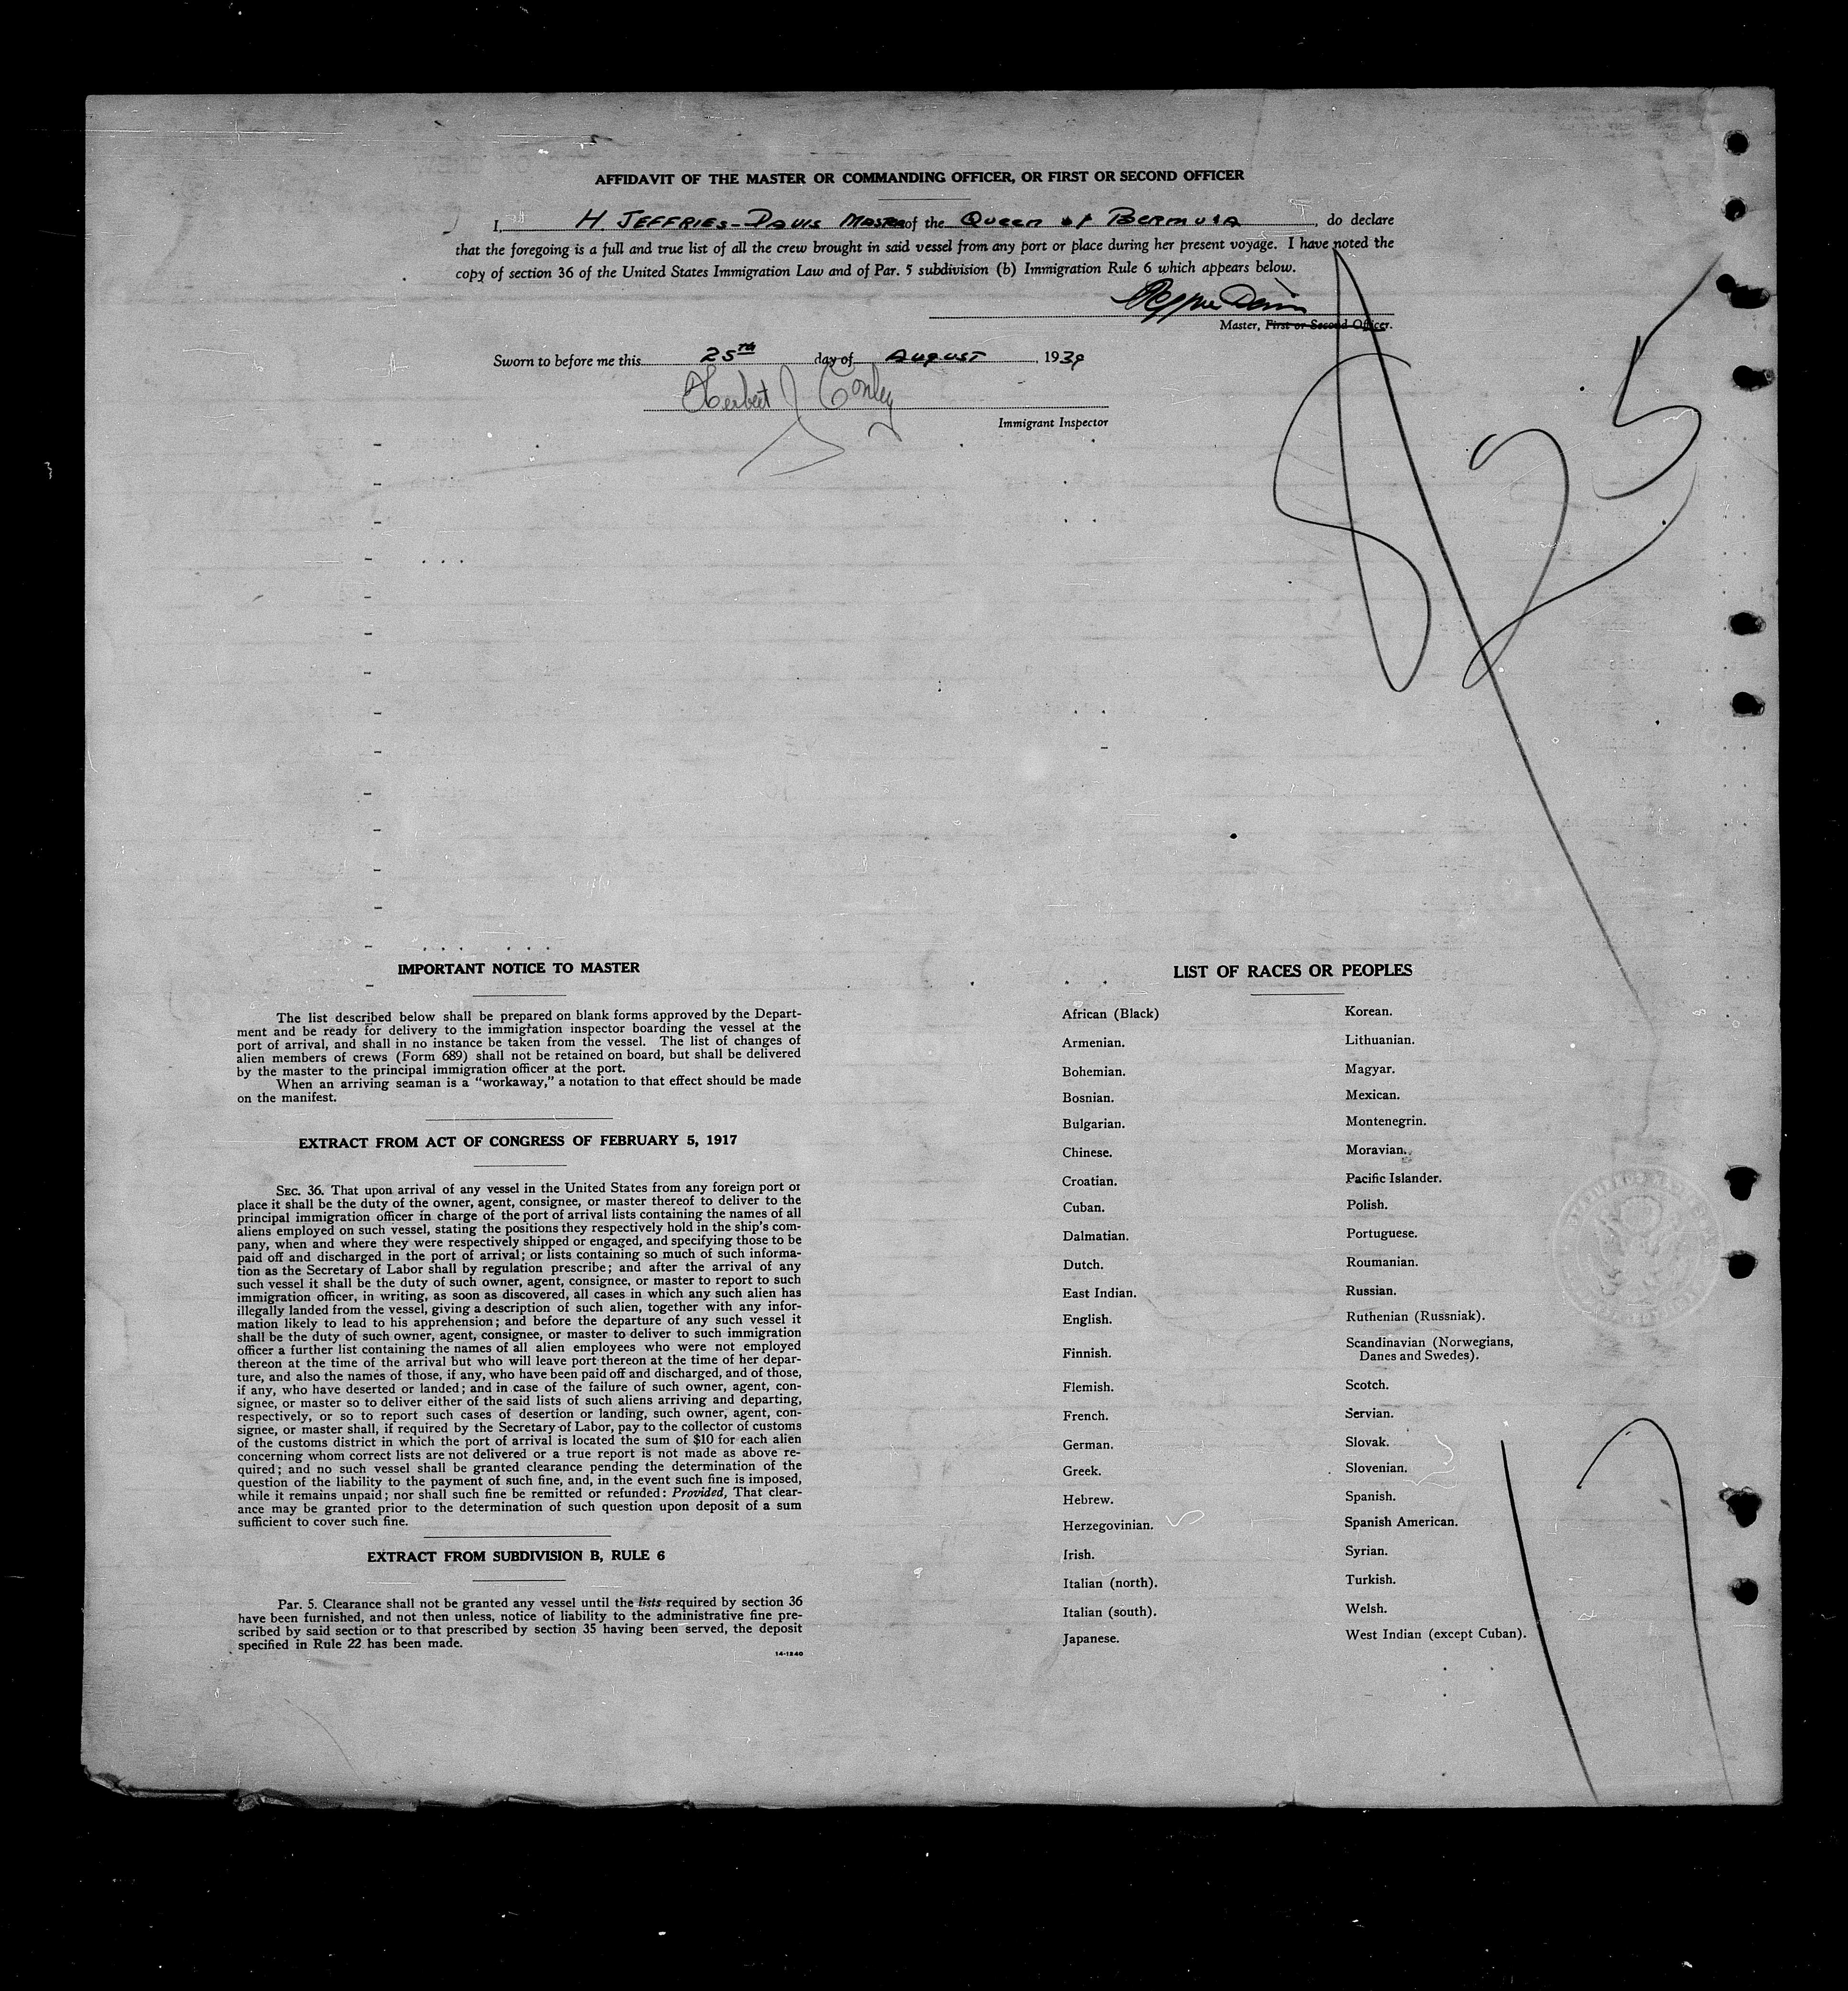 AFFIDAVIT OF THE MASTER OR COMMANDING OFFICER, OR FIRST OR SECOND OFFICER
I, H. JEFFRIES-DAVIS MASTER of the QUEEN OF BERMUDA, do declare
that the foregoing is a full and true list of all the crew brought in said vessel from any port or place during her present voyage. I have noted the
copy of section 36 of the United States Immigration Law and of Par. 5 subdivision (b) Immigration Rule 6 which appears below.
Master, First or Second Officer.
Sworn to before me this 25TH day of AUGUST, 1939
Herbert J Conley
Immigrant Inspector
825
IMPORTANT NOTICE TO MASTER
The list described below shall be prepared on blank forms approved by the Depart-
ment and be ready for delivery to the immigration inspector boarding the vessel at the
port of arrival, and shall in no instance be taken from the vessel. The list of changes of
alien members of crews (Form 689) shall not be retained on board, but shall be delivered
by the master to the principal immigration officer at the port.
When an arriving seaman is a "workaway," a notation to that effect should be made
on the manifest.
EXTRACT FROM ACT OF CONGRESS OF FEBRUARY 5, 1917
SEC. 36. That upon arrival of any vessel in the United States from any foreign port or
place it shall be the duty of the owner, agent, consignee, or master thereof to deliver to the
principal immigration officer in charge of the port of arrival lists containing the names of all
aliens employed on such vessel, stating the positions they respectively hold in the ship's com-
pany, when and where they were respectively shipped or engaged, and specifying those to be
paid off and discharged in the port of arrival; or lists containing so much of such informa-
tion as the Secretary of Labor shall by regulation prescribe; and after the arrival of any
such vessel it shall be the duty of such owner, agent, consignee, or master to report to such
immigration officer, in writing, as soon as discovered, all cases in which any such alien has
illegally landed from the vessel, giving a description of such alien, together with any infor-
mation likely to lead to his apprehension; and before the departure of any such vessel it
shall be the duty of such owner, agent, consignee, or master to deliver to such immigration
officer a further list containing the names of all alien employees who were not employed
thereon at the time of the arrival but who will leave port thereon at the time of her depar-
ture, and also the names of those, if any, who have been paid off and discharged, and of those,
if any, who have deserted or landed; and in case of the failure of such owner, agent, con-
signee, or master so to deliver either of the said lists of such aliens arriving and departing,
respectively, or so to report such cases of desertion or landing, such owner, agent, con-
signee, or master shall, if required by the Secretary of Labor, pay to the collector of customs
of the customs district in which the port of arrival is located the sum of $10 for each alien
concerning whom correct lists are not delivered or a true report is not made as above re-
quired; and no such vessel shall be granted clearance pending the determination of the
question of the liability to the payment of such fine, and, in the event such fine is imposed,
while it remains unpaid; nor shall such fine be remitted or refunded: Provided, That clear-
ance may be granted prior to the determination of such question upon deposit of a sum
sufficient to cover such fine.
EXTRACT FROM SUBDIVISION B, RULE 6
Par. 5. Clearance shall not be granted any vessel until the lists required by section 36
have been furnished, and not then unless, notice of liability to the administrative fine pre-
scribed by said section or to that prescribed by section 35 having been served, the deposit
specified in Rule 22 has been made.
14-1240
LIST OF RACES OR PEOPLES
African (Black)
Armenian.
Bohemian.
Bosnian.
Bulgarian.
Chinese.
Croatian.
Cuban.
Dalmatian.
Dutch.
East Indian.
English.
Finnish.
Flemish.
French.
German.
Greek.
Hebrew.
Herzegovinian.
Irish.
Italian (north).
Italian (south).
Japanese.
Korean.
Lithuanian.
Magyar.
Mexican.
Montenegrin.
Moravian.
Pacific Islander.
Polish.
Portuguese.
Roumanian.
Russian.
Ruthenian (Russniak).
Scandinavian (Norwegians,
Danes and Swedes).
Scotch.
Servian.
Slovak.
Slovenian.
Spanish.
Spanish American.
Syrian.
Turkish.
Welsh.
West Indian (except Cuban).